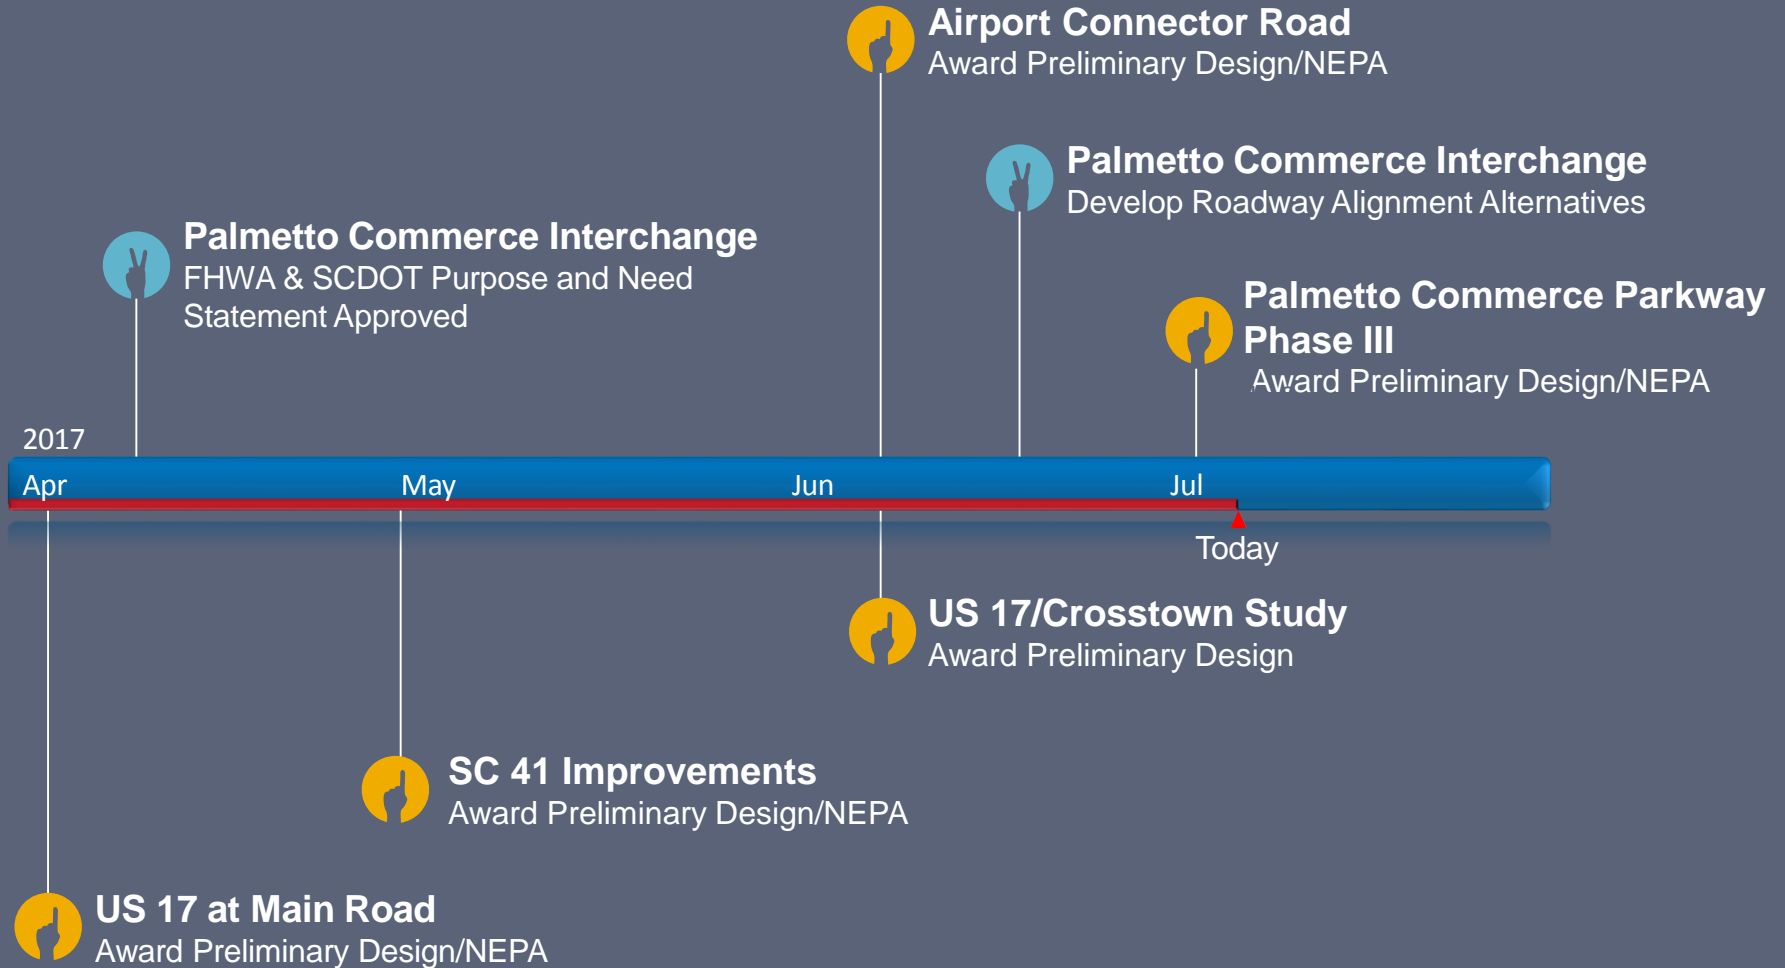 Airport Connector Road
Award Preliminary Design/NEPA
Palmetto Commerce Interchange
Develop Roadway Alignment Alternatives
Palmetto Commerce Interchange
FHWA & SCDOT Purpose and Need
Statement Approved
Palmetto Commerce Parkway
Phase III
Award Preliminary Design/NEPA
2017
Apr
May
Jun
Jul
Today
US 17/Crosstown Study
Award Preliminary Design
SC 41 Improvements
Award Preliminary Design/NEPA
US 17 at Main Road
Award Preliminary Design/NEPA